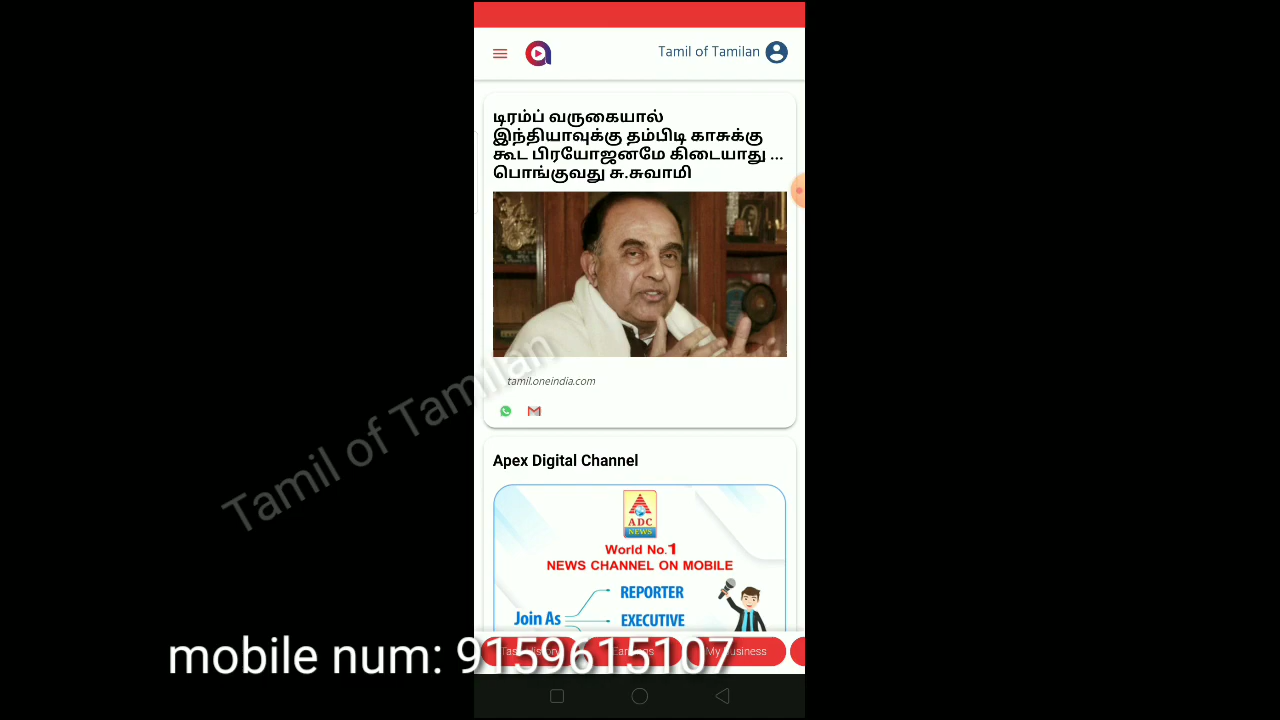 Tamil of Tamilan
டிரம்ப் வருகையால்
இந்தியாவுக்கு தம்பிடி காசுக்கு
கூட பிரயோஜனமே கிடையாது ...
பொங்குவது சு.சுவாமி
tamil.oneindia.com
Tamil of Tamilan
Apex Digital Channel
ADC
NEWS
World No.1
NEWS CHANNEL ON MOBILE
REPORTER
Join As
EXECUTIVE
My Business
mobile num: 9159615107